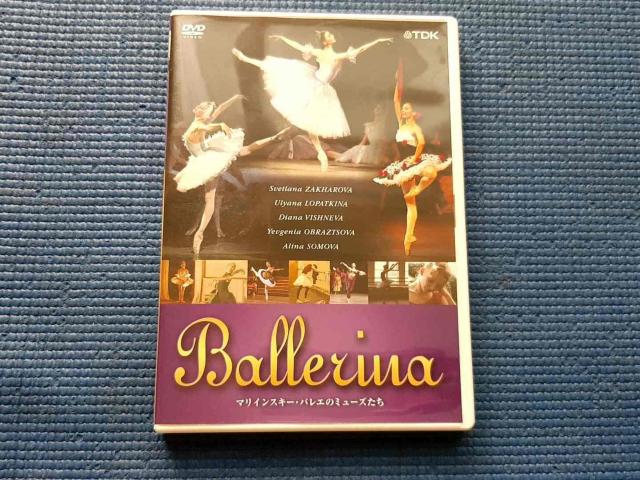 DVD
VIDEO
TDK
Svetlana ZAKHAROVA
Ulyana LOPATKINA
Diana VISHNEVA
Yevgenia OBRAZTSOVA
Alina SOMOVA
Ballerina
マリインスキー・バレエのミューズたち